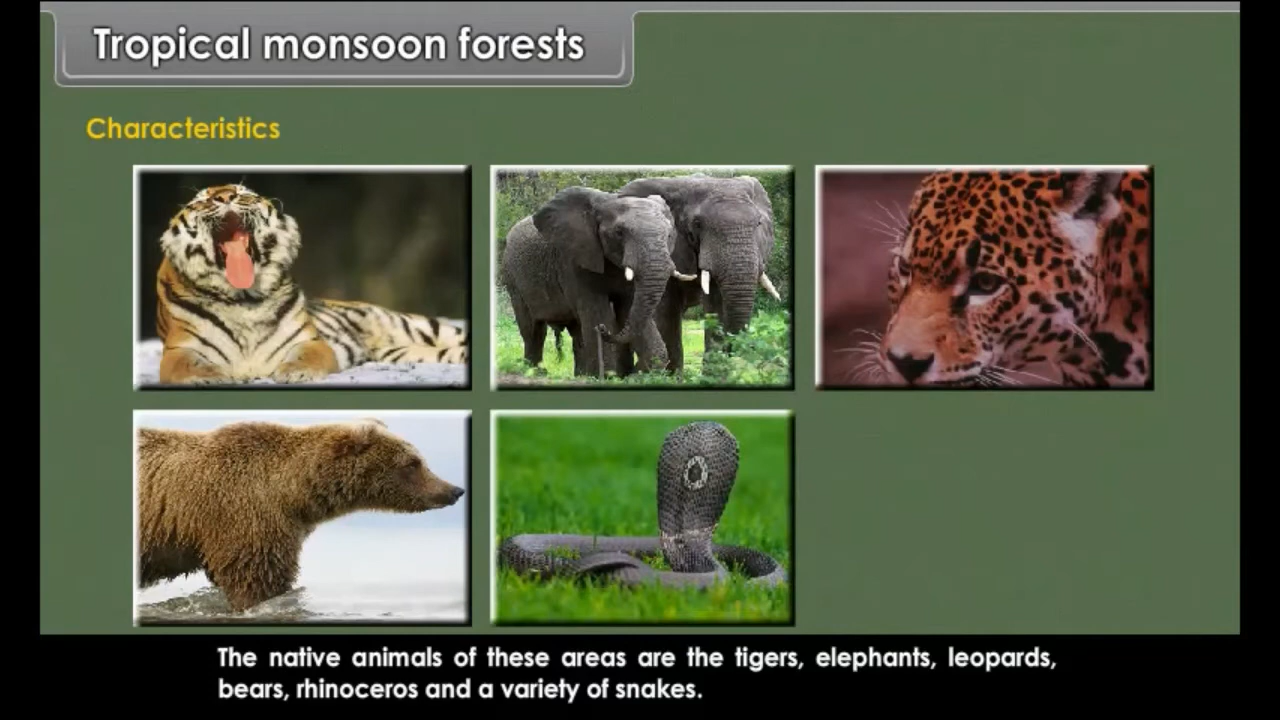 Tropical monsoon forests
Characteristics
The native animals of these areas are the tigers, elephants, leopards,
bears, rhinoceros and a variety of snakes.